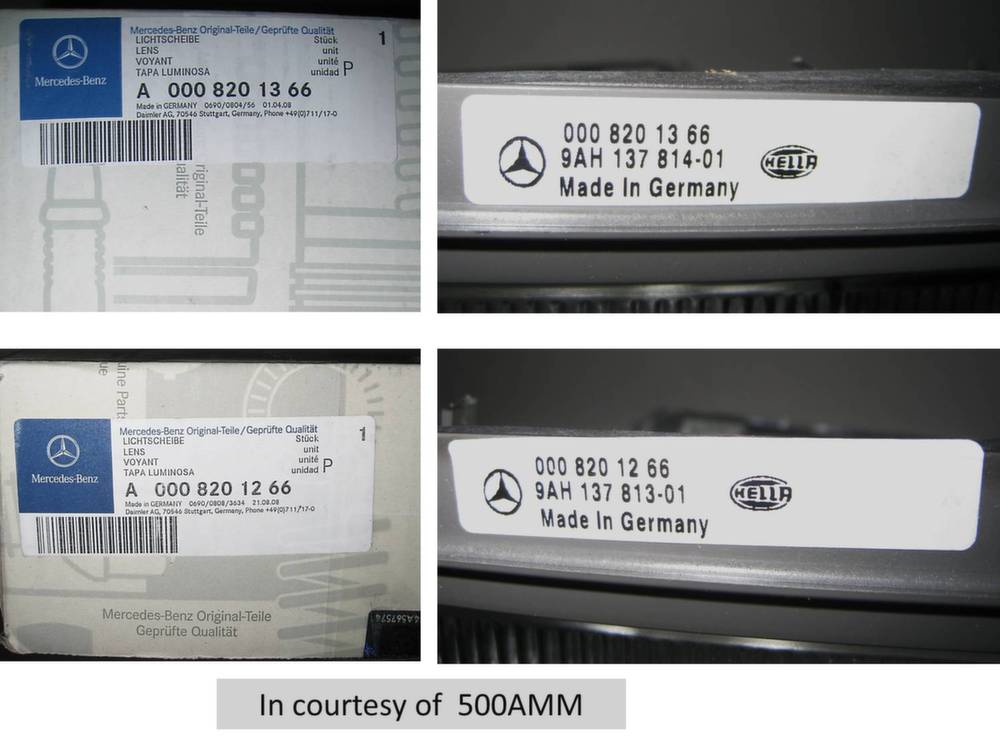 Mercedes-Benz
Mercedes-Benz Original-Teile/Geprüfte Qualität
LICHTSCHEIBE Stück 1
LENS unit
VOYANT unité
TAPA LUMINOSA unidad P
A 000 820 13 66
Made in GERMANY 0690/0804/56 01.04.08
Daimler AG, 70546 Stuttgart, Germany, Phone +49(0)711/17-0
riginal-Teile
ualität
000 820 13 66
9AH 137 814-01
Made In Germany
HELLA
uine Parts
ue
Mercedes-Benz
Mercedes-Benz Original-Teile/Geprüfte Qualität
LICHTSCHEIBE Stück 1
LENS unit
VOYANT unité
TAPA LUMINOSA unidad P
A 000 820 12 66
Made in GERMANY 0690/0808/3634 21.08.08
Daimler AG, 70546 Stuttgart, Germany, Phone +49(0)711/17-0
Mercedes-Benz Original-Teile
Geprüfte Qualität
000 820 12 66
9AH 137 813-01
Made In Germany
HELLA
In courtesy of 500AMM